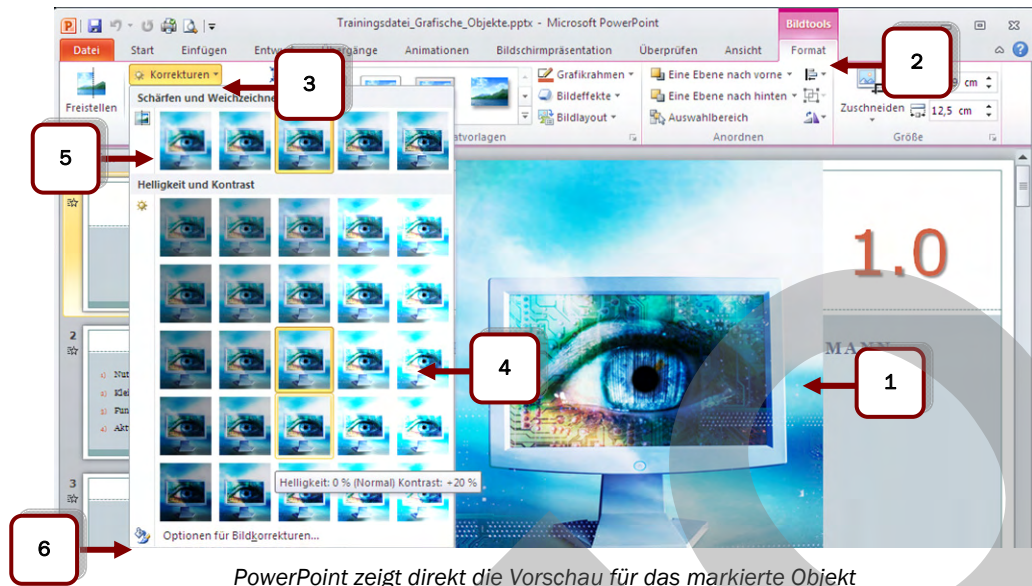 Trainingsdatei_Grafische_Objekte.pptx - Microsoft PowerPoint
Bildtools
Datei Start Einfügen Übergänge Animationen Bildschirmpräsentation Überprüfen Ansicht Format
2
Korrekturen
3
Grafikrahmen
Eine Ebene nach vorne
cm
Freistellen
Schärfen und Weichzeichnen
Bildeffekte
Eine Ebene nach hinten
Zuschneiden
12,5 cm
Bildlayout
Auswahlbereich
Anordnen
Größe
5
Helligkeit und Kontrast
1.0
2
MANN
4
1
3
Helligkeit: 0 % (Normal) Kontrast: +20 %
Optionen für Bildkorrekturen...
6
PowerPoint zeigt direkt die Vorschau für das markierte Objekt